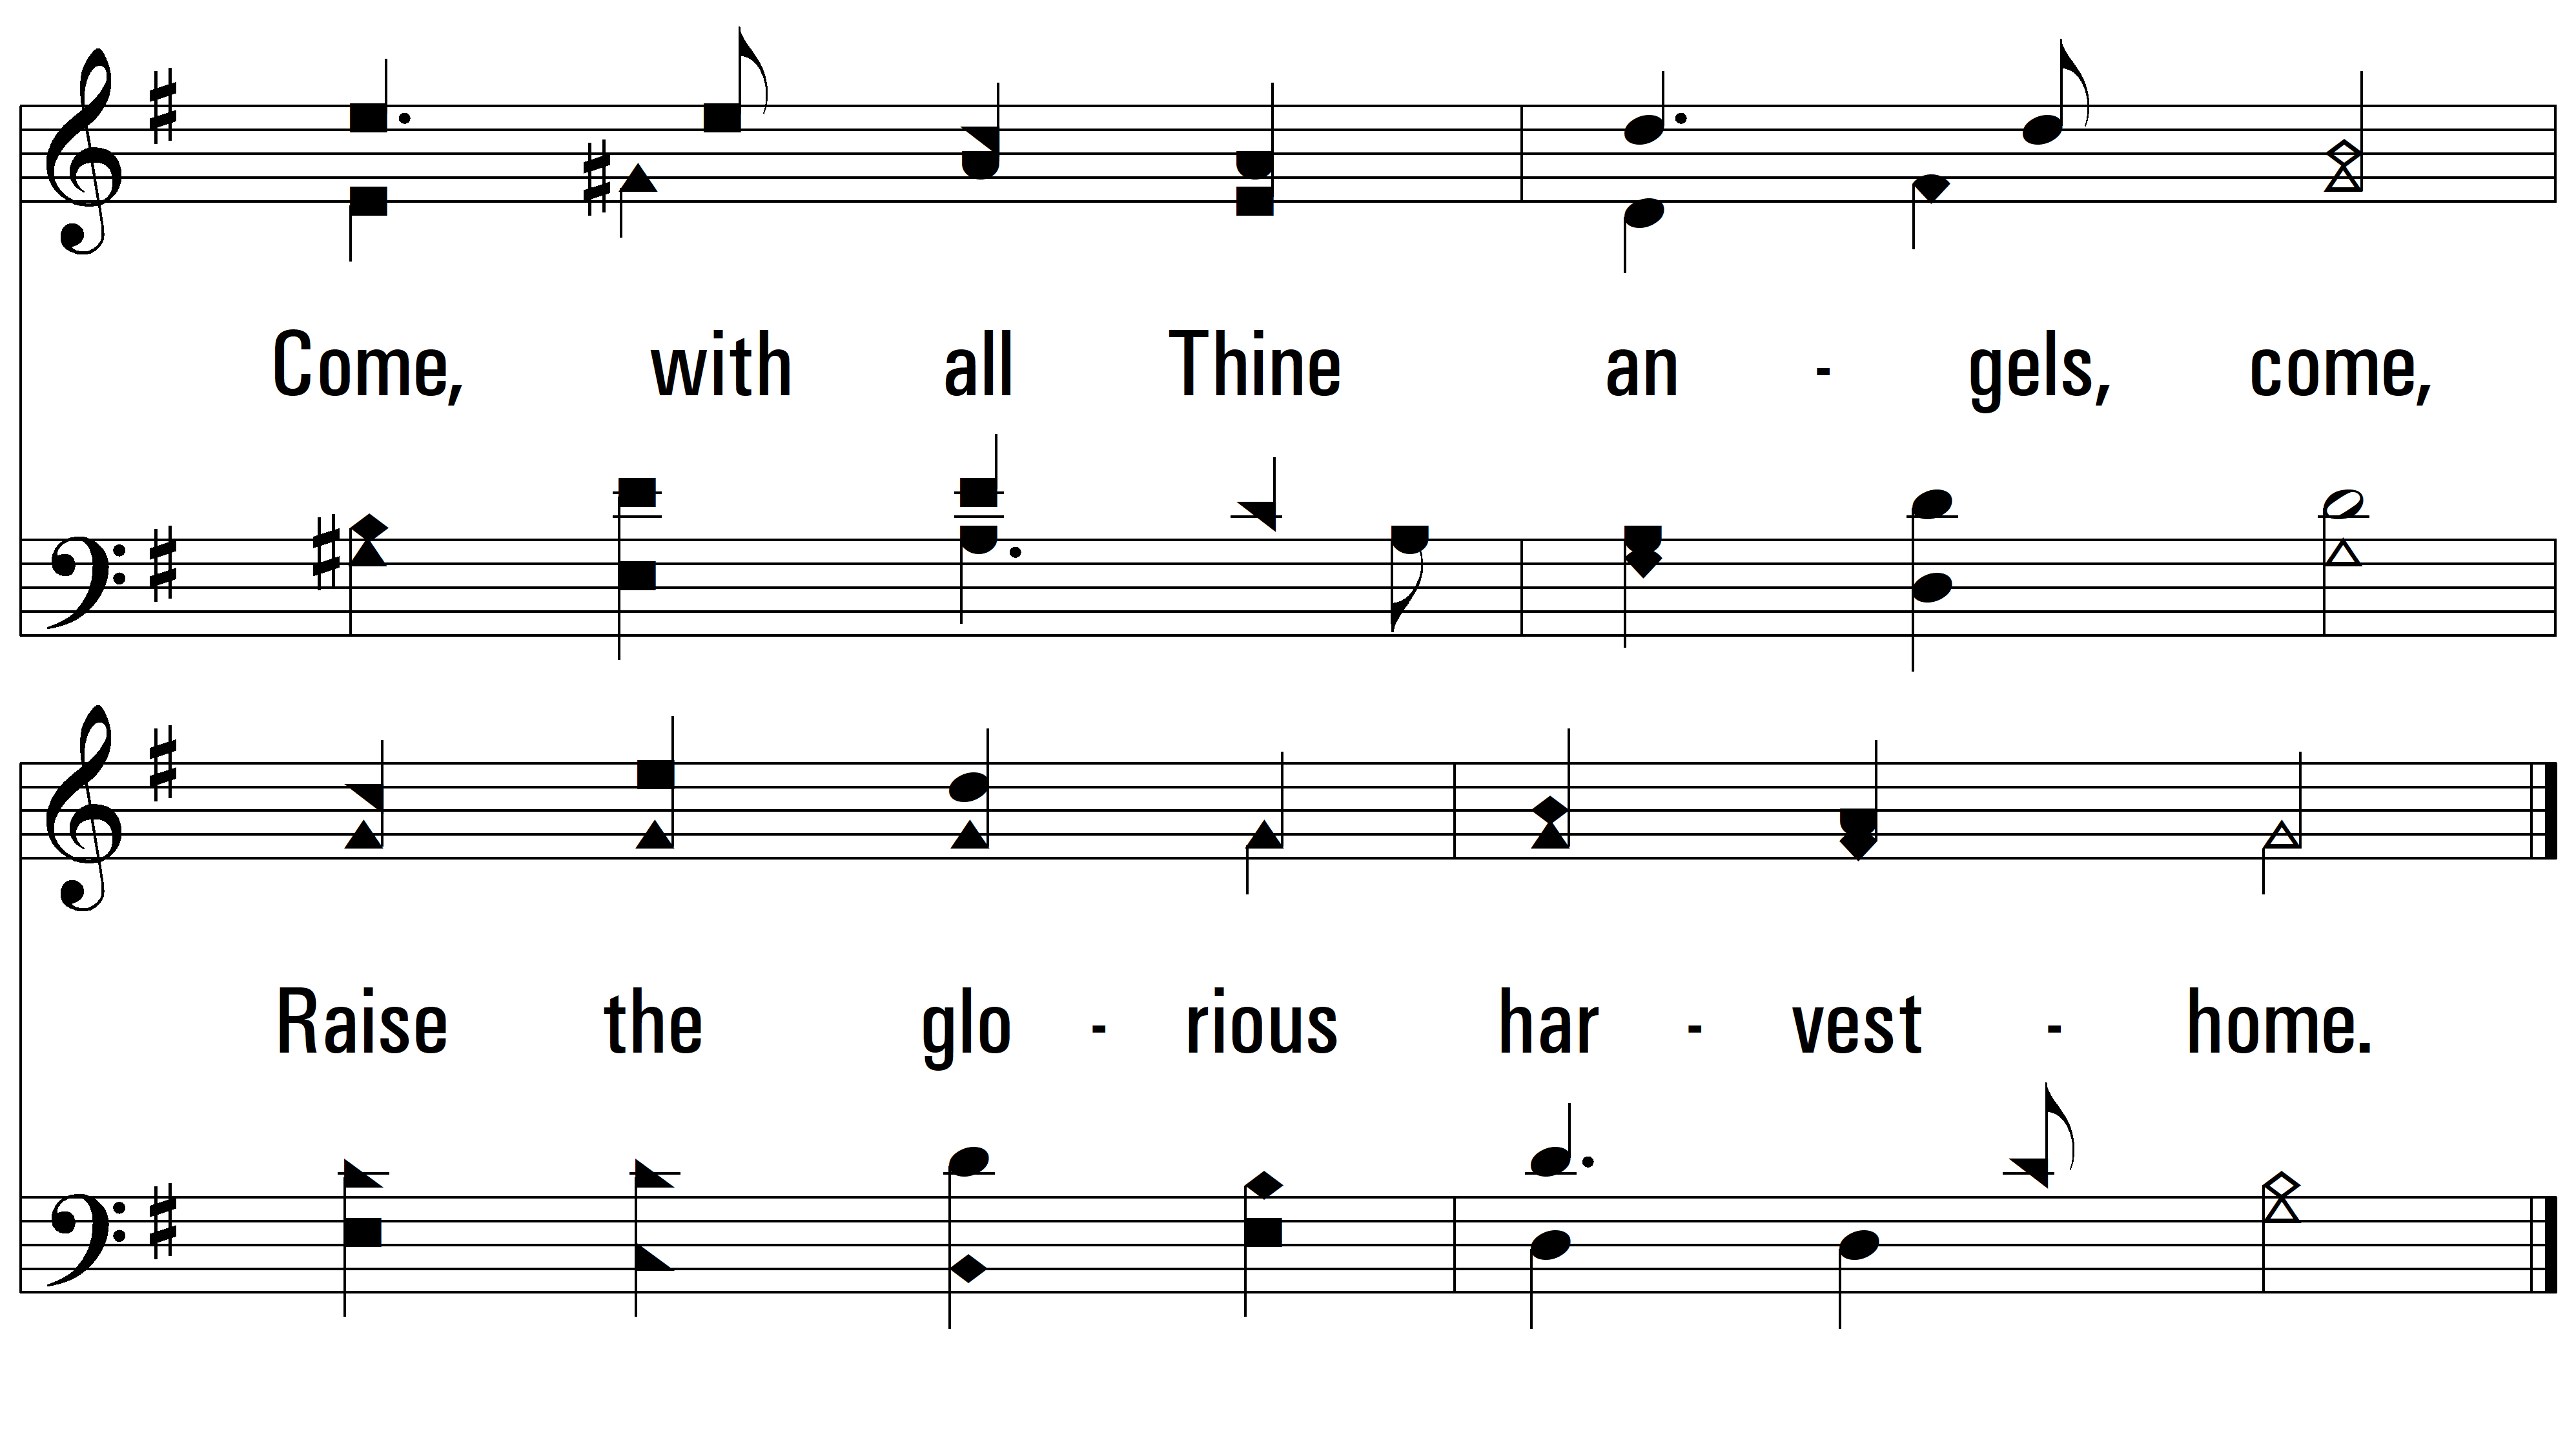 Come, with all Thine an - gels, come,
Raise the glo - rious har - vest - home.